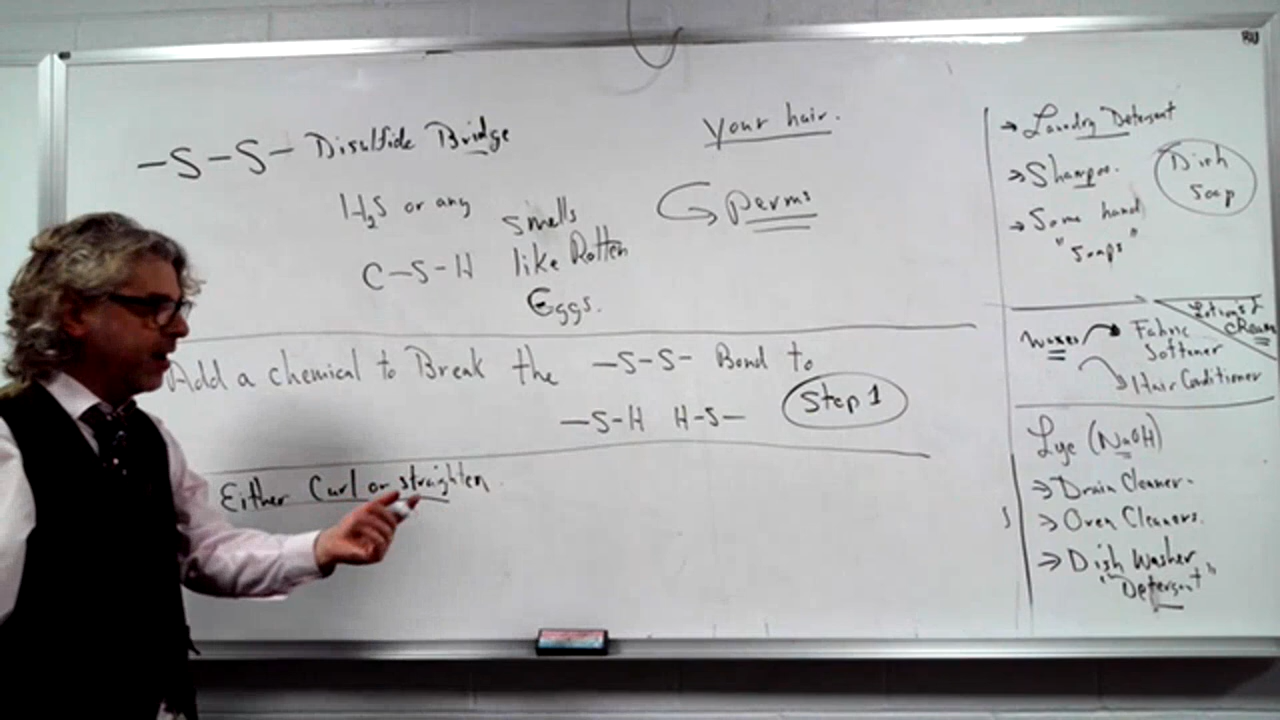 -S-S- Disulfide Bridge
H2S or any
C-S-H
smells
like Rotten
Eggs.
your hair.
Perms
Add a chemical to Break the -S-S- Bond to
-S-H H-S-
Step 1
Either Curl or straighten
→ Laundry Detergent
→ Shampoo.
→ Some hand
"Soaps"
Dish
Soap
Waxes
Fabric
Softener
Hair Conditioner
Lotions &
Cream
Lye (NaOH)
→ Drain Cleaner.
→ Oven Cleaners.
→ Dish Washer
"Detergent"